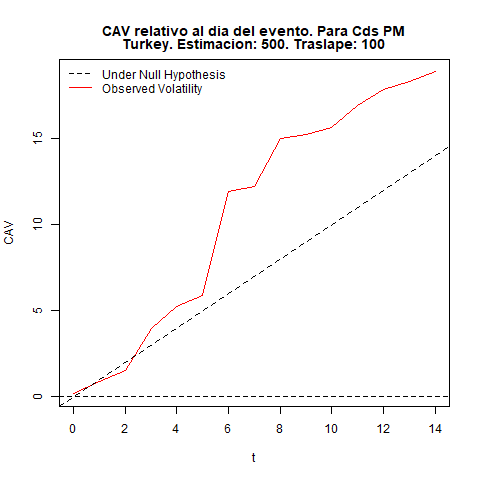 CAV relativo al dia del evento. Para Cds PM
Turkey. Estimacion: 500. Traslape: 100
Under Null Hypothesis
Observed Volatility
15
10
5
0
CAV
0 2 4 6 8 10 12 14
t